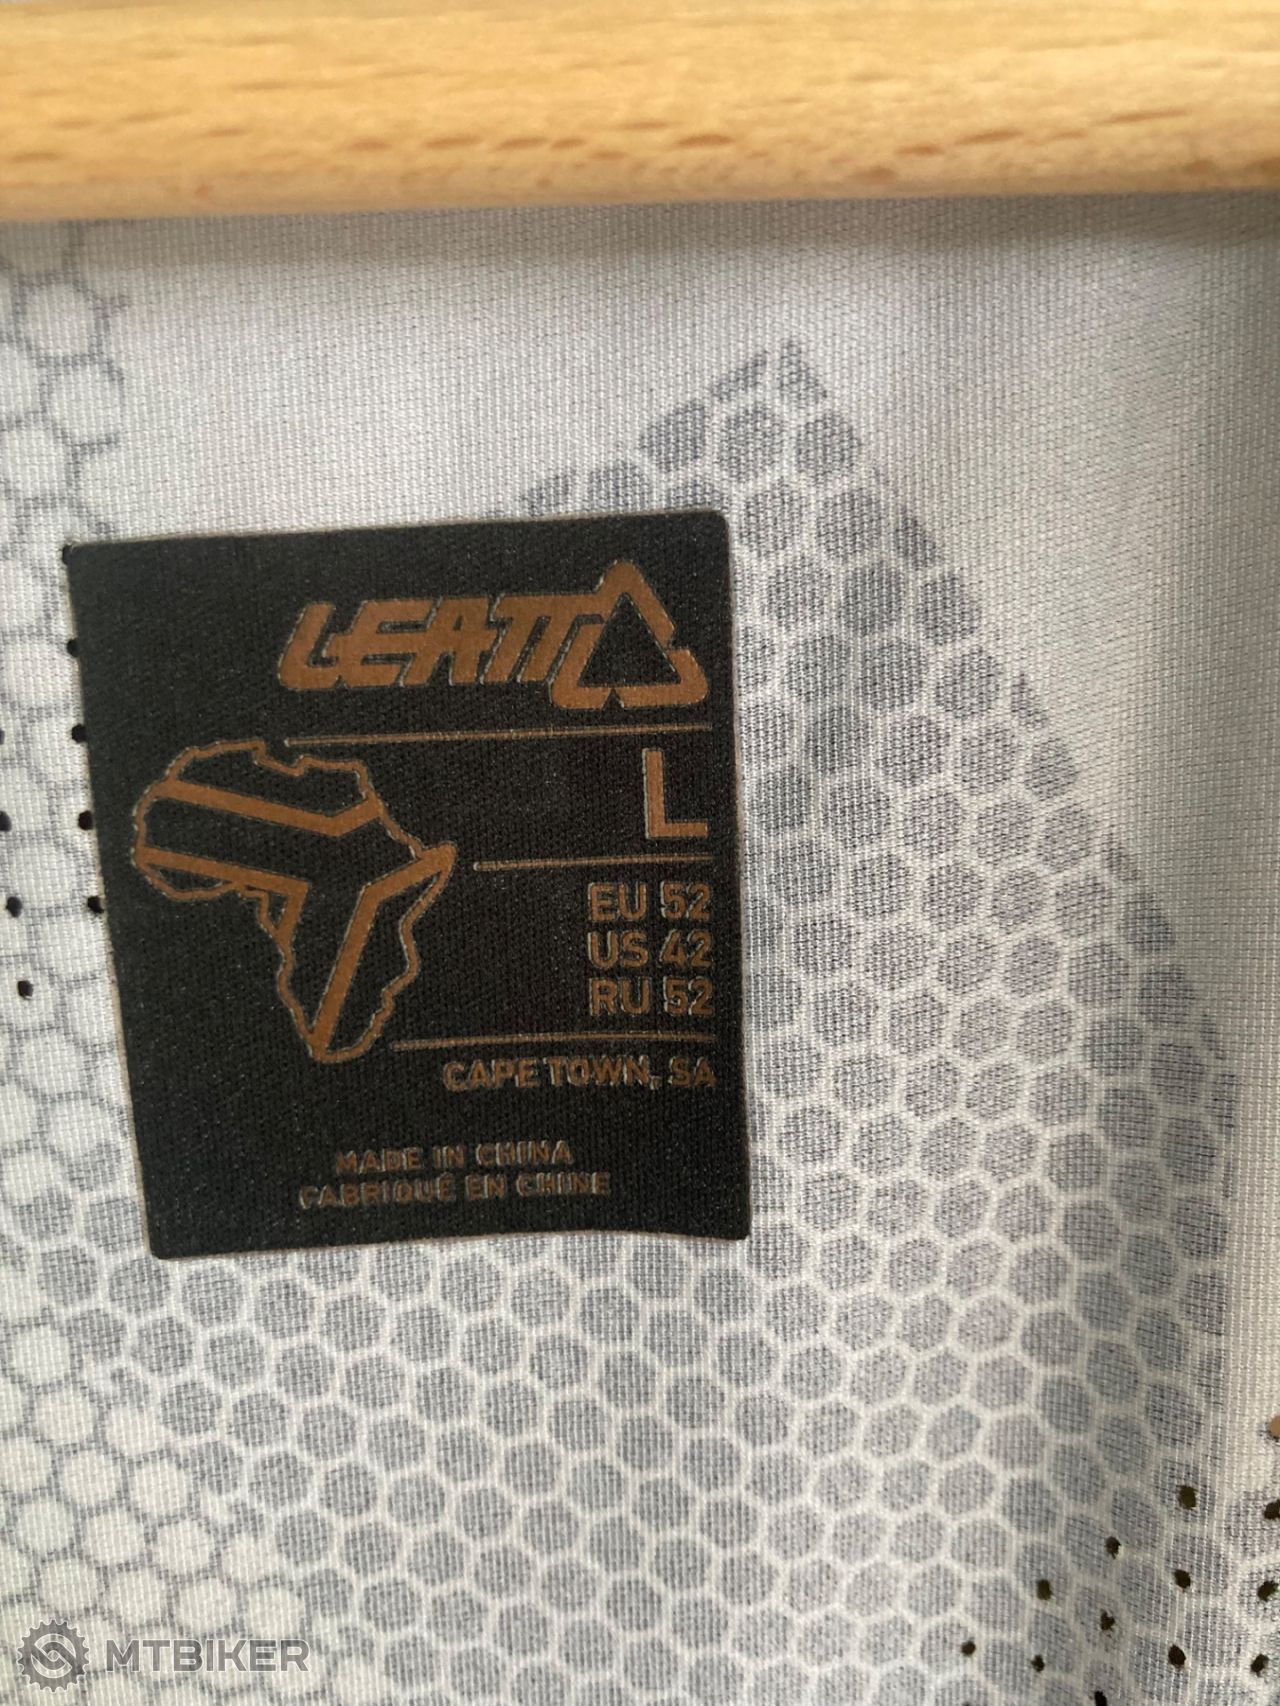 LEATT
L
EU 52
US 42
RU 52
CAPE TOWN, SA
MADE IN CHINA
FABRIQUÉ EN CHINE
MTBIKER